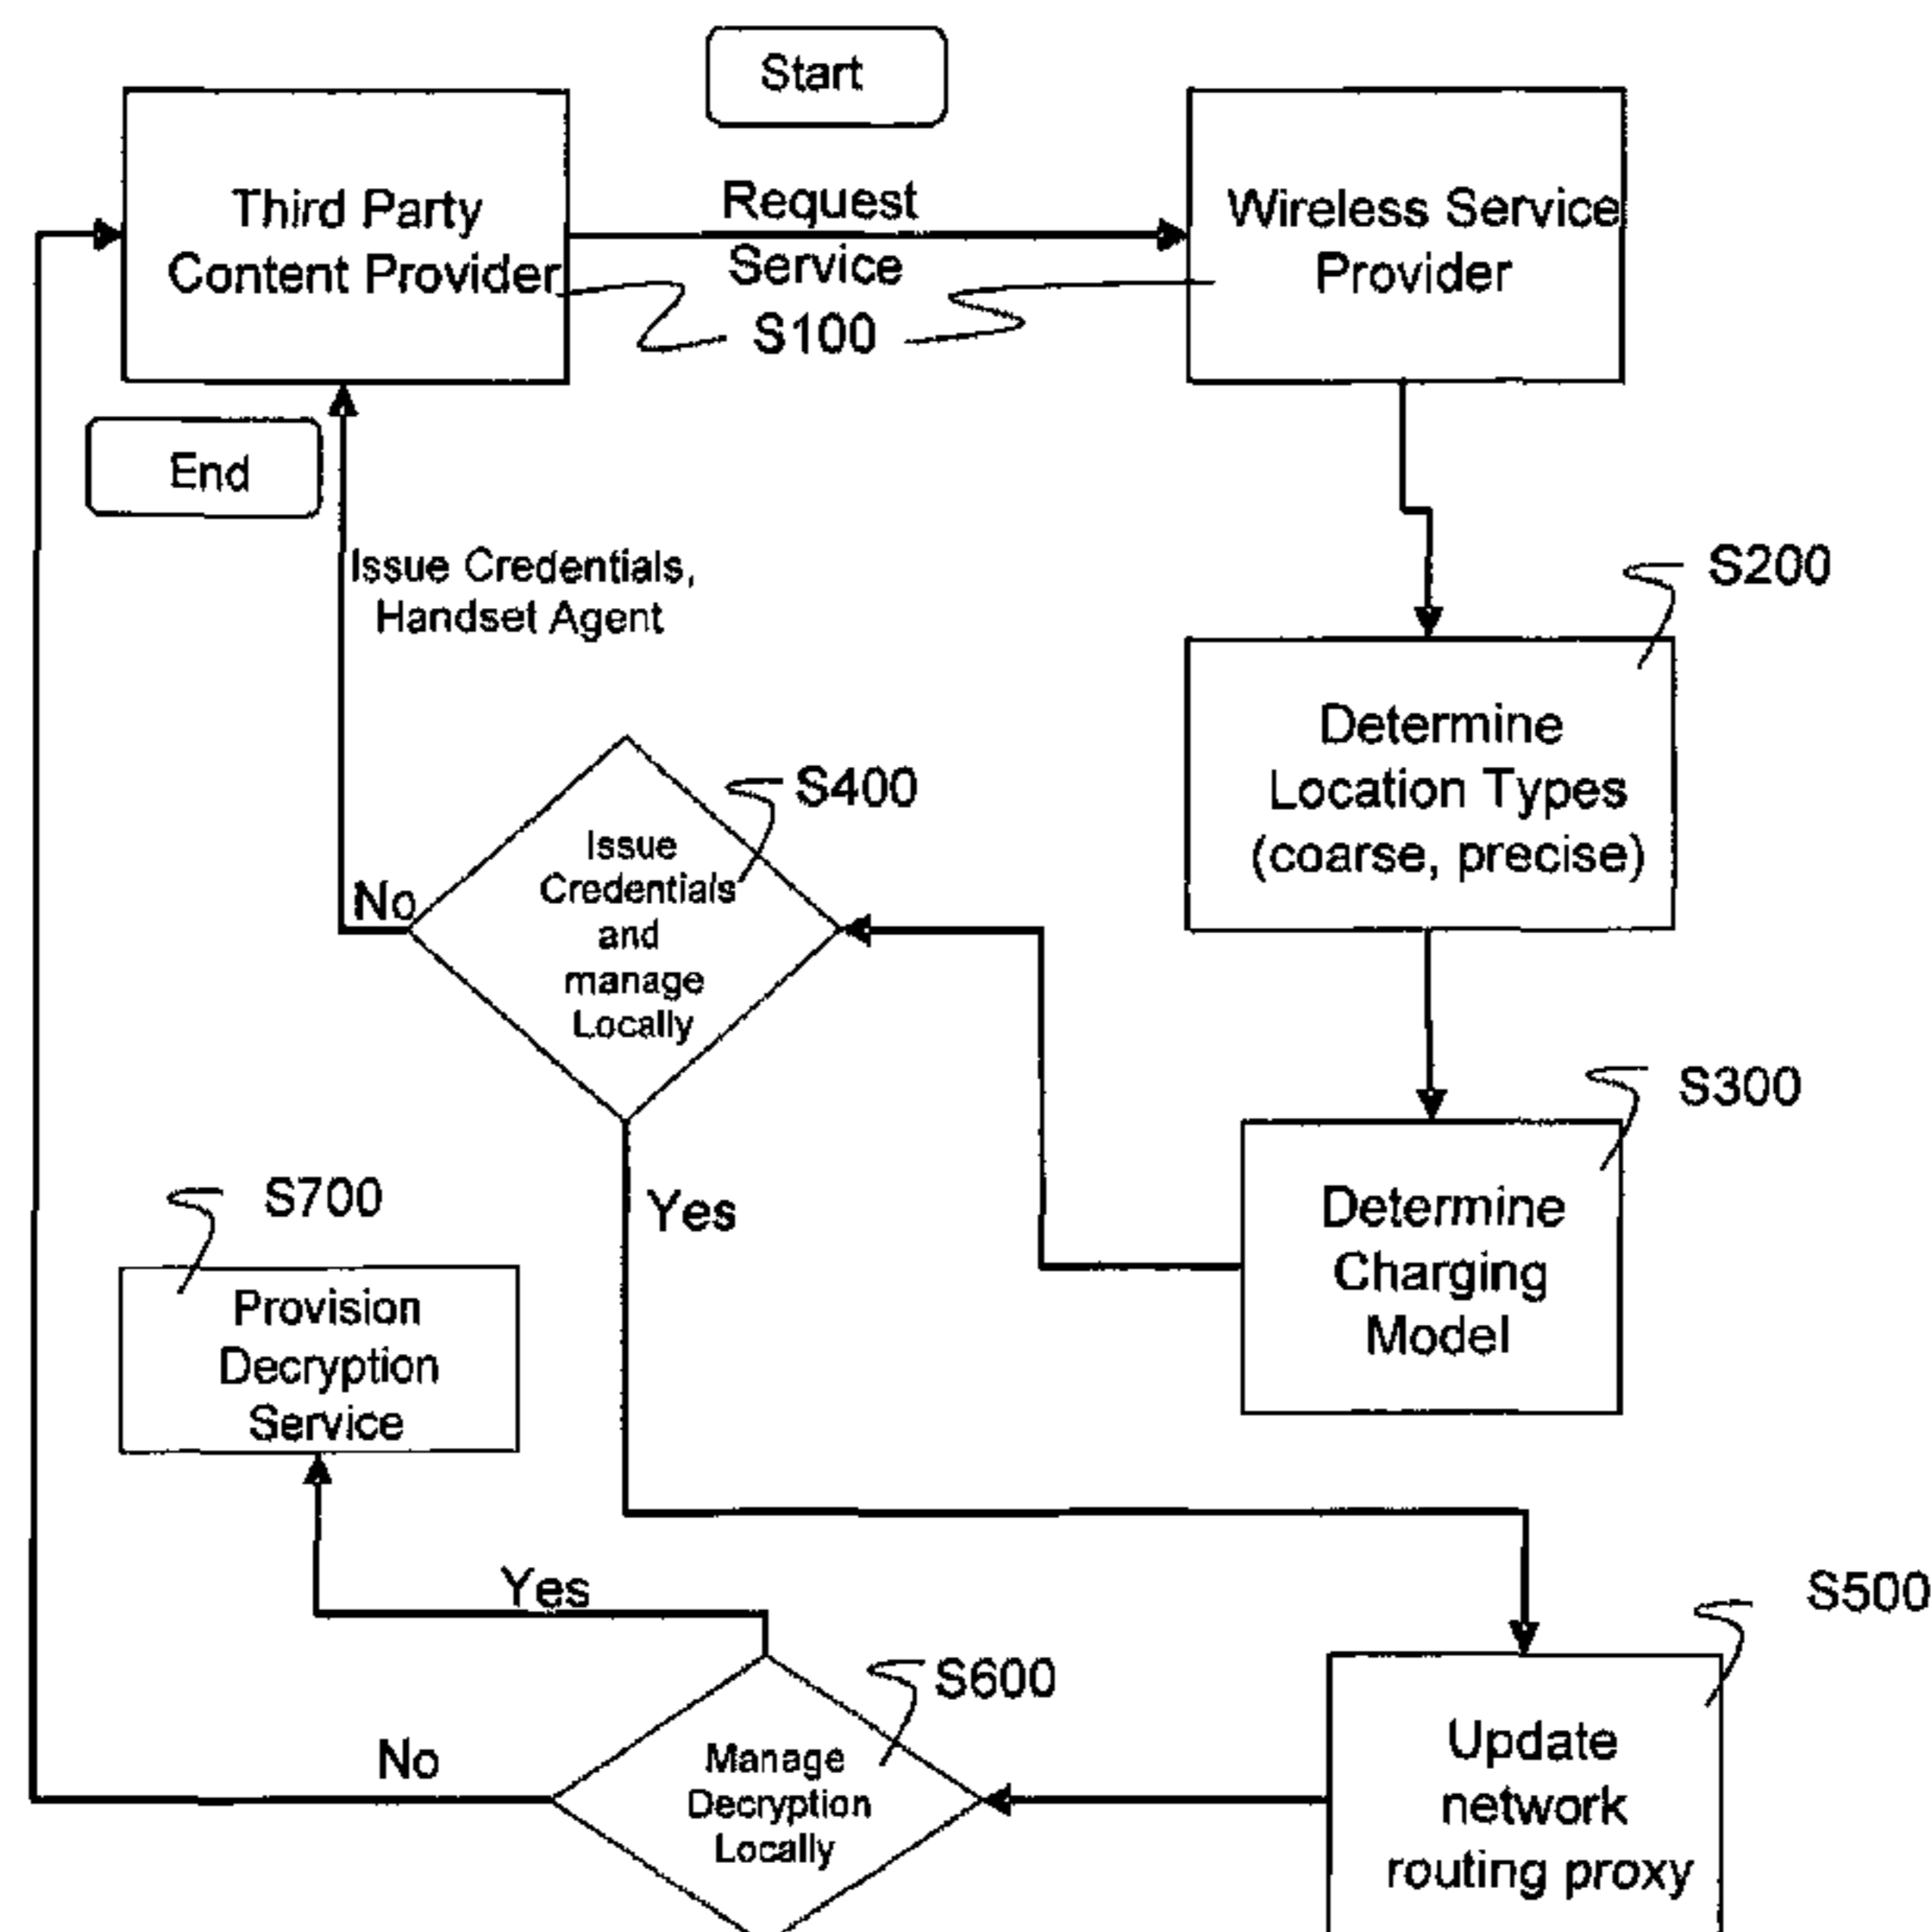 Start
Third Party
Content Provider
Request
Service
S100
Wireless Service
Provider
End
Issue Credentials,
Handset Agent
S200
Determine
Location Types
(coarse, precise)
S400
Issue
Credentials
and
manage
Locally
No
Yes
S300
Determine
Charging
Model
S700
Provision
Decryption
Service
Yes
S500
S600
No
Manage
Decryption
Locally
Update
network
routing proxy